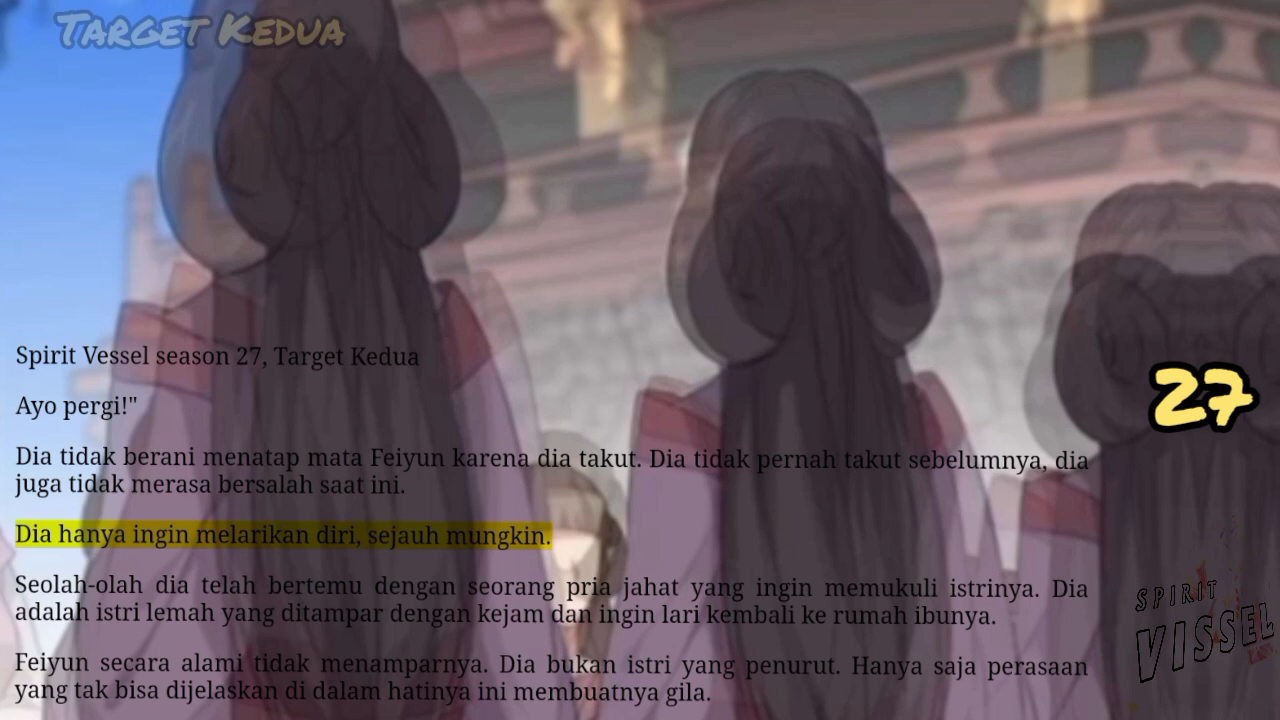 Target Kedua
Spirit Vessel season 27, Target Kedua
Ayo pergi!"
Dia tidak berani menatap mata Feiyun karena dia takut. Dia tidak pernah takut sebelumnya, dia
juga tidak merasa bersalah saat ini.
Dia hanya ingin melarikan diri, sejauh mungkin.
Seolah-olah dia telah bertemu dengan seorang pria jahat yang ingin memukuli istrinya. Dia
adalah istri lemah yang ditampar dengan kejam dan ingin lari kembali ke rumah ibunya.
Feiyun secara alami tidak menamparnya. Dia bukan istri yang penurut. Hanya saja perasaan
yang tak bisa dijelaskan di dalam hatinya ini membuatnya gila.
27
SPIRIT
VISSEL